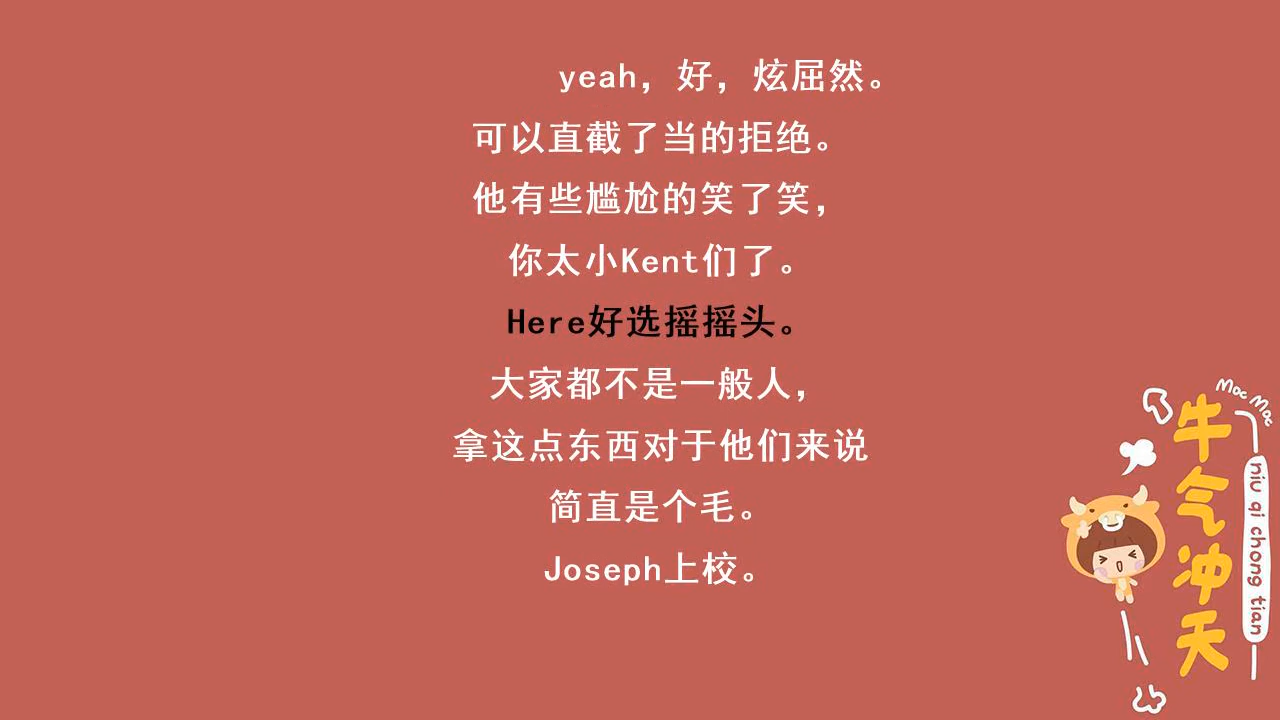 yeah，好，炫屈然。
可以直截了当的拒绝。
他有些尴尬的笑了笑，
你太小Kent们了。
Here好选摇摇头。
大家都不是一般人，
拿这点东西对于他们来说
简直是个毛。
Joseph上校。
Moc Moc
牛气冲天
niu qi chong tian